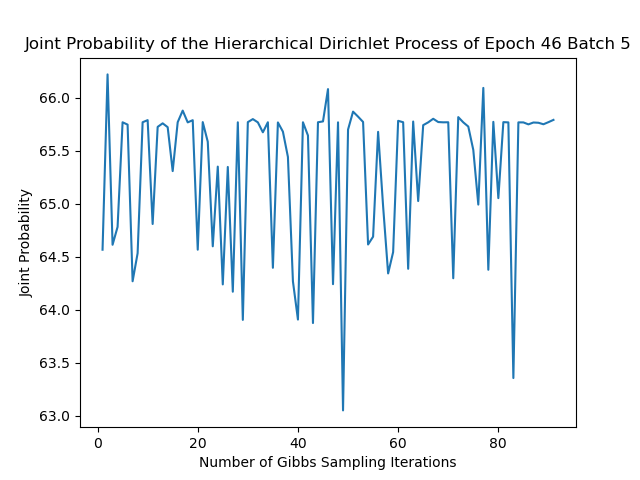 Joint Probability of the Hierarchical Dirichlet Process of Epoch 46 Batch 5
66.0
65.5
65.0
64.5
64.0
63.5
63.0
Joint Probability
0 20 40 60 80
Number of Gibbs Sampling Iterations